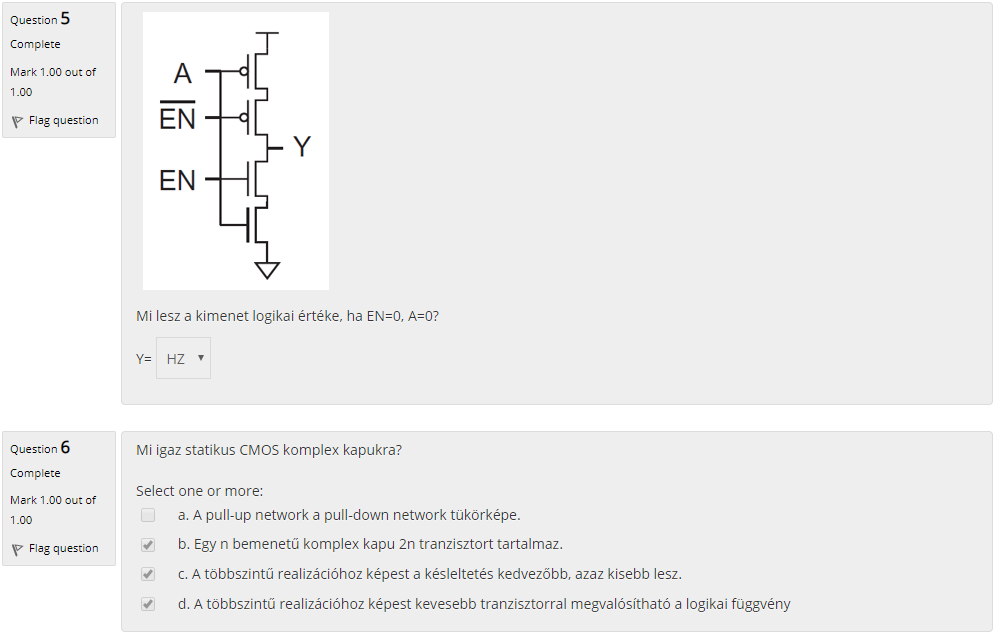 Question 5
Complete
Mark 1.00 out of
1.00
Flag question
A
EN
Y
EN
Mi lesz a kimenet logikai értéke, ha EN=0, A=0?
Y= HZ
Question 6
Complete
Mark 1.00 out of
1.00
Flag question
Mi igaz statikus CMOS komplex kapukra?
Select one or more:
a. A pull-up network a pull-down network tükörképe.
b. Egy n bemenetű komplex kapu 2n tranzisztort tartalmaz.
c. A többszintű realizációhoz képest a késleltetés kedvezőbb, azaz kisebb lesz.
d. A többszintű realizációhoz képest kevesebb tranzisztorral megvalósítható a logikai függvény